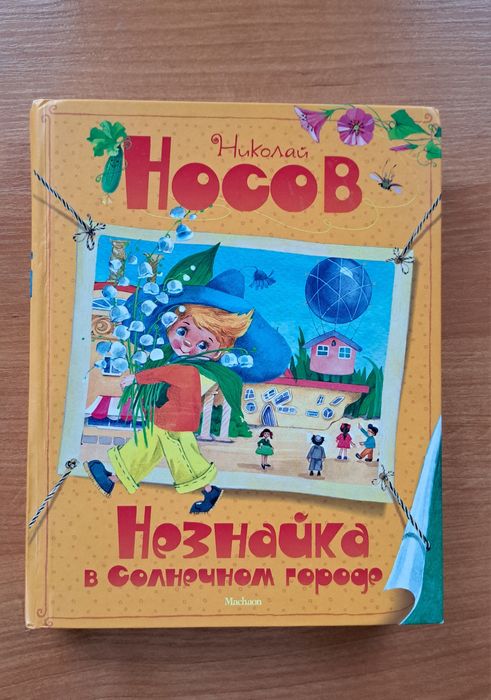 Николай
Носов
Незнайка
в Солнечном городе
Machaon